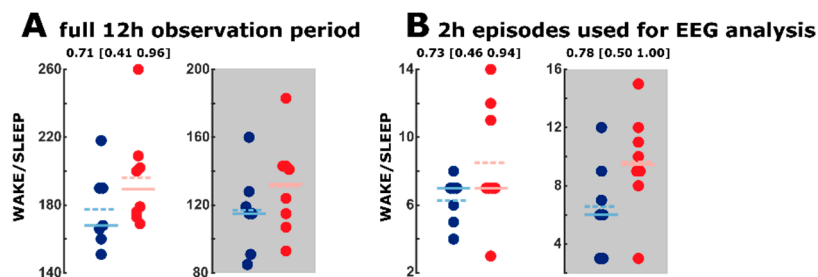 A full 12h observation period
B 2h episodes used for EEG analysis
0.71 [0.41 0.96]
0.73 [0.46 0.94]
0.78 [0.50 1.00]
WAKE/SLEEP
260
220
180
140
200
160
120
80
WAKE/SLEEP
14
10
6
2
16
12
8
4